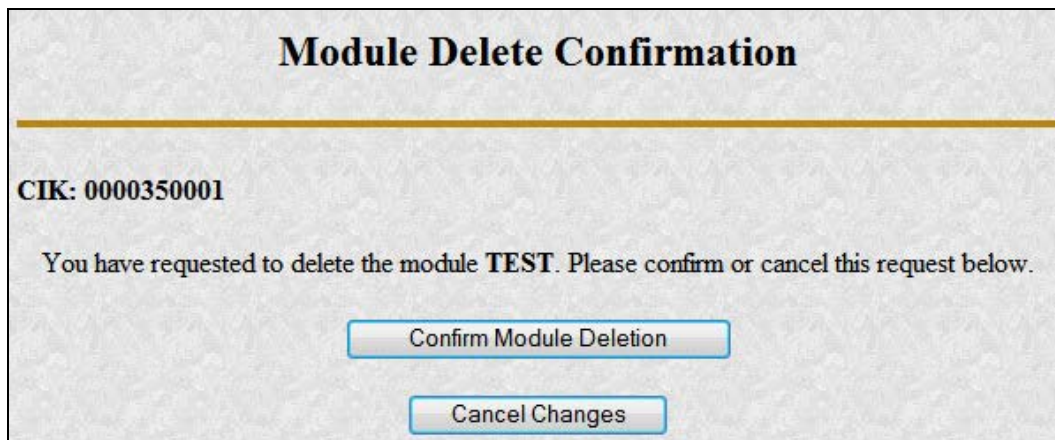 Module Delete Confirmation
CIK: 0000350001
You have requested to delete the module TEST. Please confirm or cancel this request below.
Confirm Module Deletion
Cancel Changes